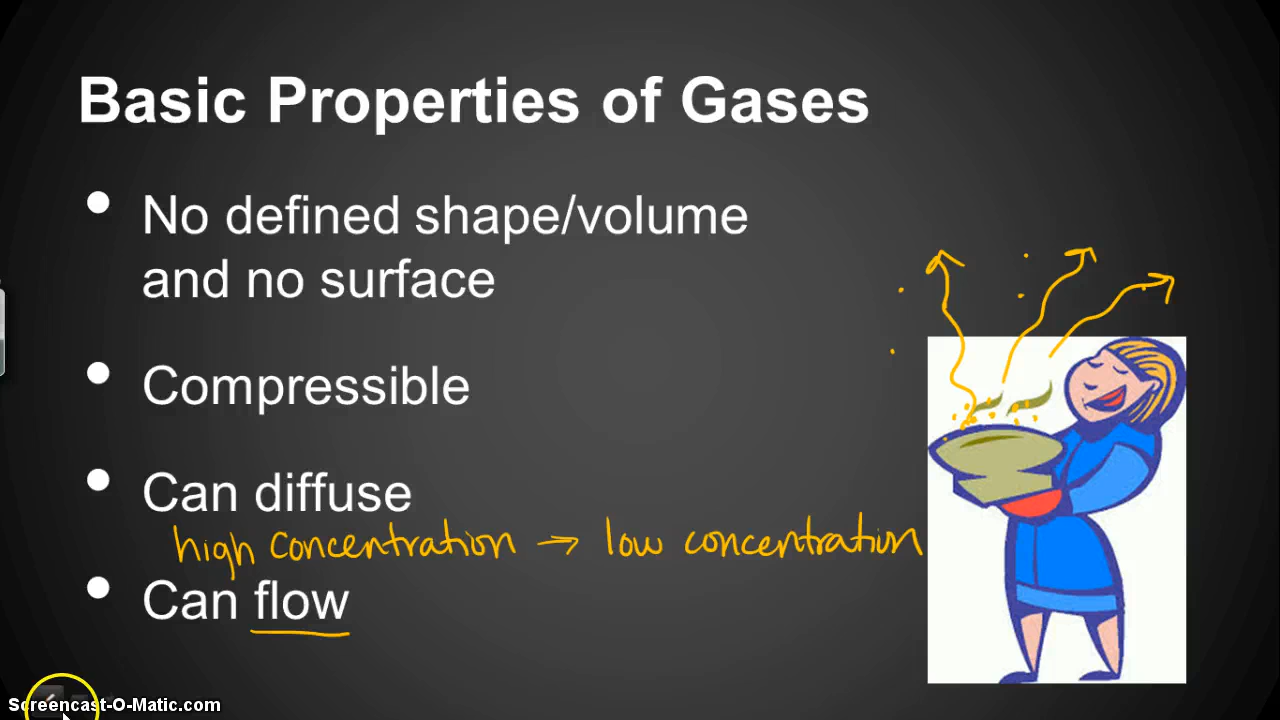 Basic Properties of Gases
No defined shape/volume
and no surface
Compressible
Can diffuse
high concentration → low concentration
Can flow
Screencast-O-Matic.com